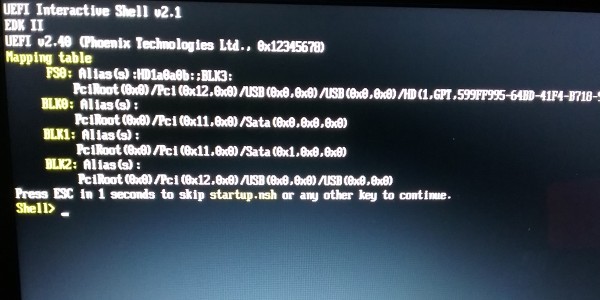 UEFI Interactive Shell v2.1
EDK II
UEFI v2.40 (Phoenix Technologies Ltd., 0x12345678)
Mapping table
FS0: Alias(s):HD1a0a0b:;BLK3:
PciRoot(0x0)/Pci(0x12,0x0)/USB(0x0,0x0)/USB(0x0,0x0)/HD(1,GPT,599FF995-64BD-41F4-B710-
BLK0: Alias(s):
PciRoot(0x0)/Pci(0x11,0x0)/Sata(0x0,0x0,0x0)
BLK1: Alias(s):
PciRoot(0x0)/Pci(0x11,0x0)/Sata(0x1,0x0,0x0)
BLK2: Alias(s):
PciRoot(0x0)/Pci(0x12,0x0)/USB(0x0,0x0)/USB(0x0,0x0)
Press ESC in 1 seconds to skip startup.nsh or any other key to continue.
Shell> _